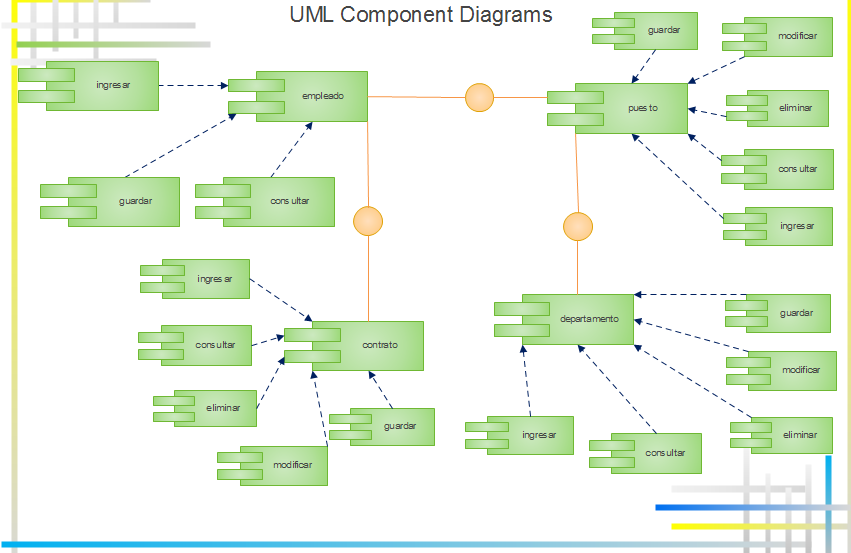 UML Component Diagrams
guardar
modificar
ingresar
empleado
puesto
eliminar
consultar
guardar
consultar
ingresar
ingresar
departamento
guardar
consultar
contrato
modificar
eliminar
guardar
ingresar
eliminar
consultar
modificar